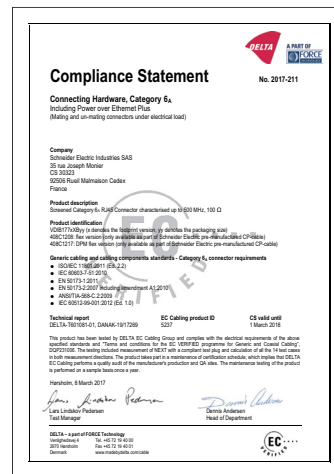 DELTA
A PART OF
FORCE
Compliance Statement
No. 2017-211
Connecting Hardware, Category 6A
Including Power over Ethernet Plus
(Mating and un-mating connectors under electrical load)
Company
Schneider Electric Industries SAS
35 rue Joseph Monier
CS 30323
92506 Rueil Malmaison Cedex
France
Product description
Screened Category 6A RJ45 Connector characterised up to 500 MHz, 100 Ω
Product identification
VDIB177xXByy (x denotes the footprint version, yy denotes the packaging size)
408C1208: flex version (only available as part of Schneider Electric pre-manufactured CP-cable)
408C1217: DPM flex version (only available as part of Schneider Electric pre-manufactured CP-cable)
Generic cabling and cabling components standards - Category 6A connector requirements
● ISO/IEC 11801:2011 (Ed. 2.2)
● IEC 60603-7-51:2010
● EN 50173-1:2011
● EN 50173-2:2007 including amendment A1:2010
● ANSI/TIA-568-C.2:2009
● IEC 60512-99-001:2012 (Ed. 1.0)
EC
VERIFIED
Technical report
DELTA-T601081-01, DANAK-19/17269
EC Cabling product ID
5237
CS valid until
1 March 2018
This product has been tested by DELTA EC Cabling Group and complies with the electrical requirements of the above
specified standards and "Terms and conditions for the EC VERIFIED programme for Generic and Coaxial Cabling",
The testing included measurement of NEXT with a compliant test plug and calculation of all the 14 test cases
in both measurement directions. The product takes part in a maintenance of certification schedule, which implies that DELTA
EC Cabling performs a quality audit of the manufacturer's production and QA sites. The maintenance testing of the product
is performed on a sample basis once a year.
Hørsholm, 8 March 2017
Lars Lindskov Pedersen
Dennis Andersen
Lars Lindskov Pedersen
Test Manager
Dennis Andersen
Head of Department
DELTA – a part of FORCE Technology
Venlighedsvej 4
2970 Hørsholm
Denmark
Tel. +45 72 19 40 00
Fax +45 72 19 40 01
www.madebydelta.com/cable
EC